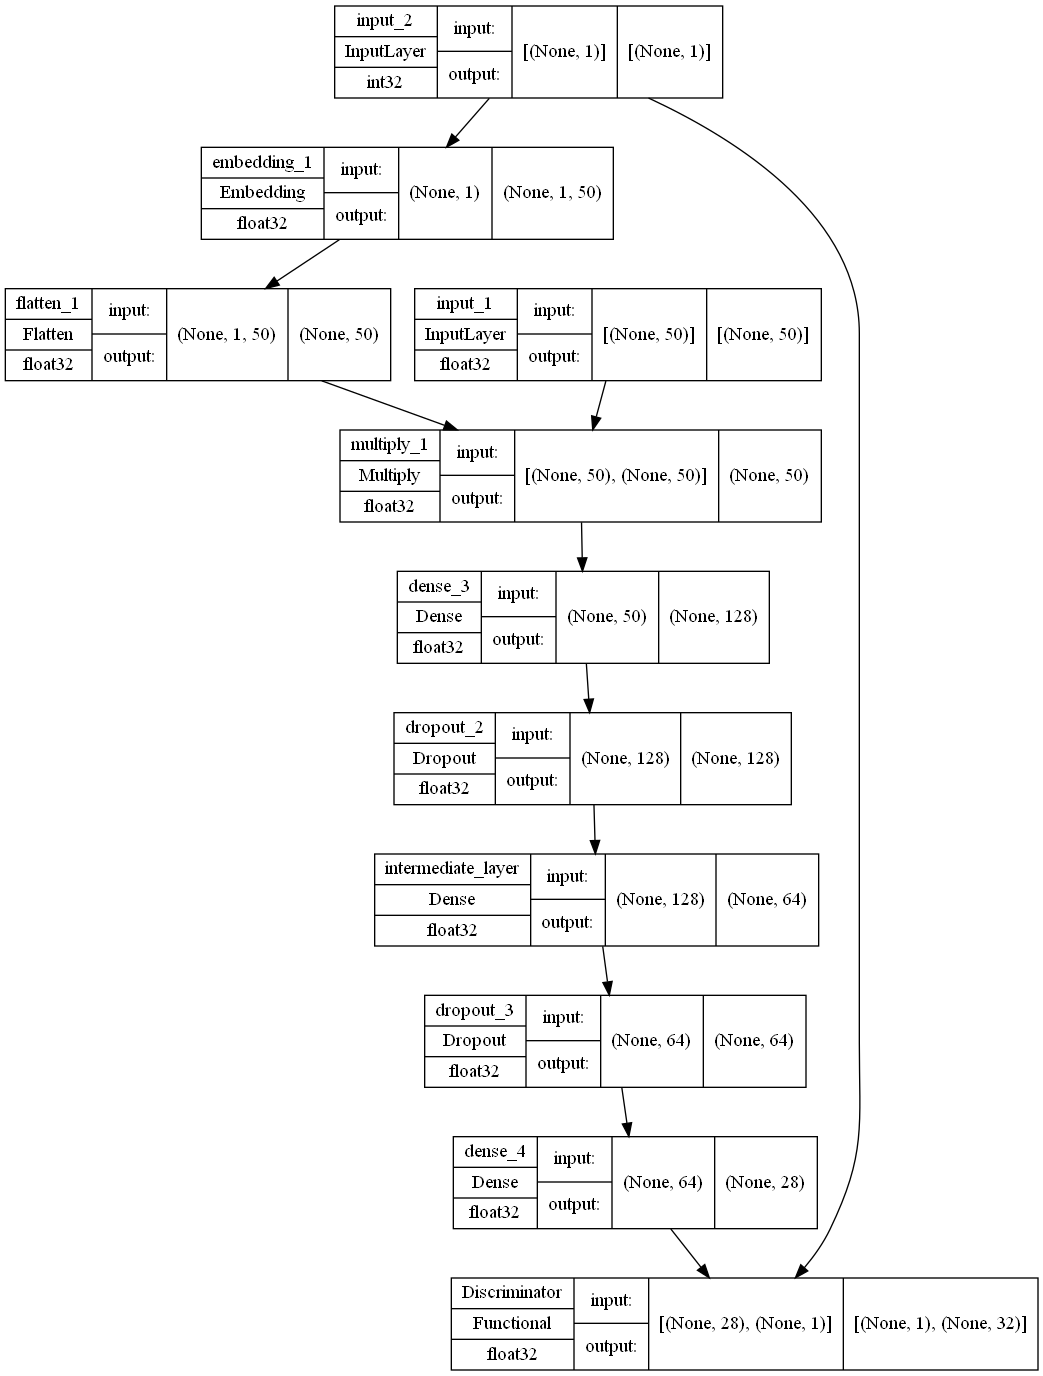 input_2
InputLayer
int32
input:
output:
[(None, 1)]
[(None, 1)]
embedding_1
Embedding
float32
input:
output:
(None, 1)
(None, 1, 50)
flatten_1
Flatten
float32
input:
output:
(None, 1, 50)
(None, 50)
input_1
InputLayer
float32
input:
output:
[(None, 50)]
[(None, 50)]
multiply_1
Multiply
float32
input:
output:
[(None, 50), (None, 50)]
(None, 50)
dense_3
Dense
float32
input:
output:
(None, 50)
(None, 128)
dropout_2
Dropout
float32
input:
output:
(None, 128)
(None, 128)
intermediate_layer
Dense
float32
input:
output:
(None, 128)
(None, 64)
dropout_3
Dropout
float32
input:
output:
(None, 64)
(None, 64)
dense_4
Dense
float32
input:
output:
(None, 64)
(None, 28)
Discriminator
Functional
float32
input:
output:
[(None, 28), (None, 1)]
[(None, 1), (None, 32)]